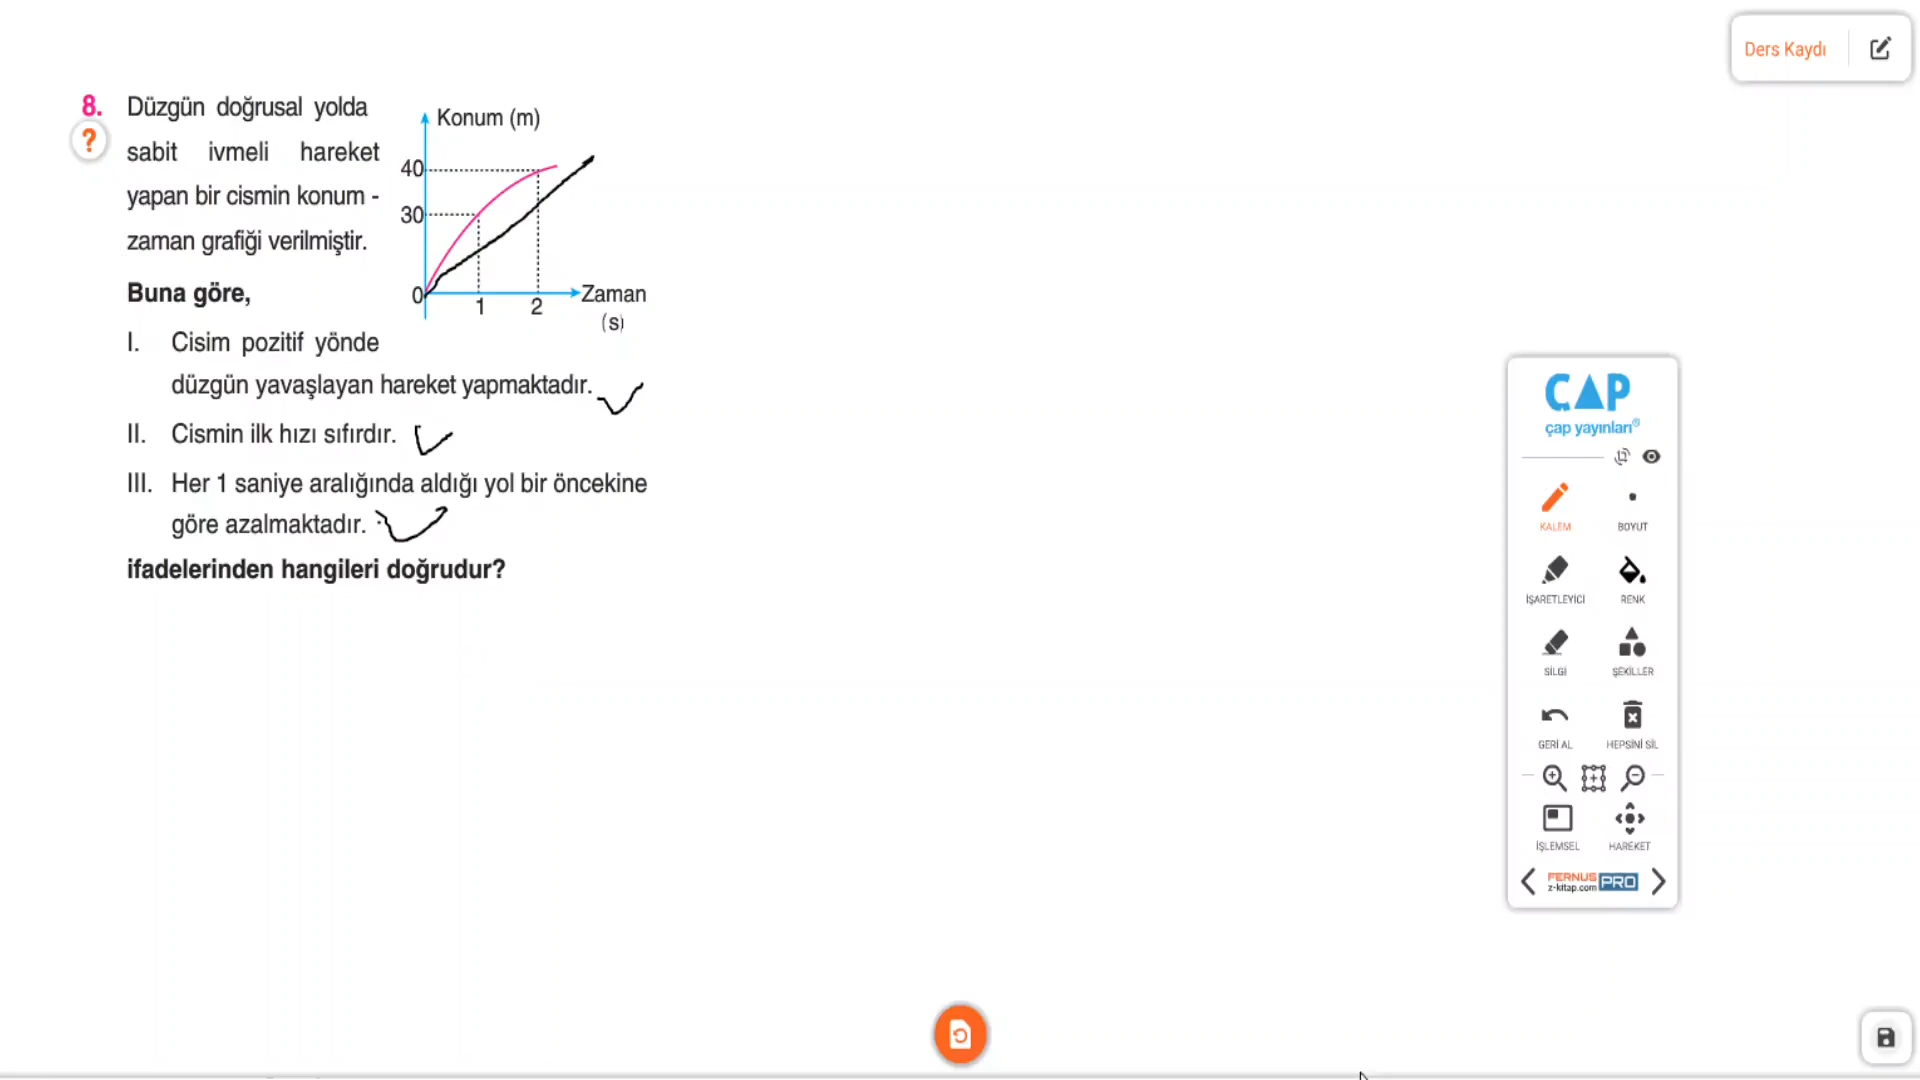 Ders Kaydı
8. Düzgün doğrusal yolda
? sabit ivmeli hareket
yapan bir cismin konum -
zaman grafiği verilmiştir.
Konum (m)
40
30
0
1 2
Zaman
(s)
Buna göre,
I. Cisim pozitif yönde
düzgün yavaşlayan hareket yapmaktadır.
II. Cismin ilk hızı sıfırdır.
III. Her 1 saniye aralığında aldığı yol bir öncekine
göre azalmaktadır.
ifadelerinden hangileri doğrudur?
ÇAP
çap yayınları®
KALEM BOYUT
İŞARETLEYİCİ RENK
SİLGİ ŞEKİLLER
GERİ AL HEPSİNİ SİL
İŞLEMSEL HAREKET
FERNUS
z-kitap.com PRO